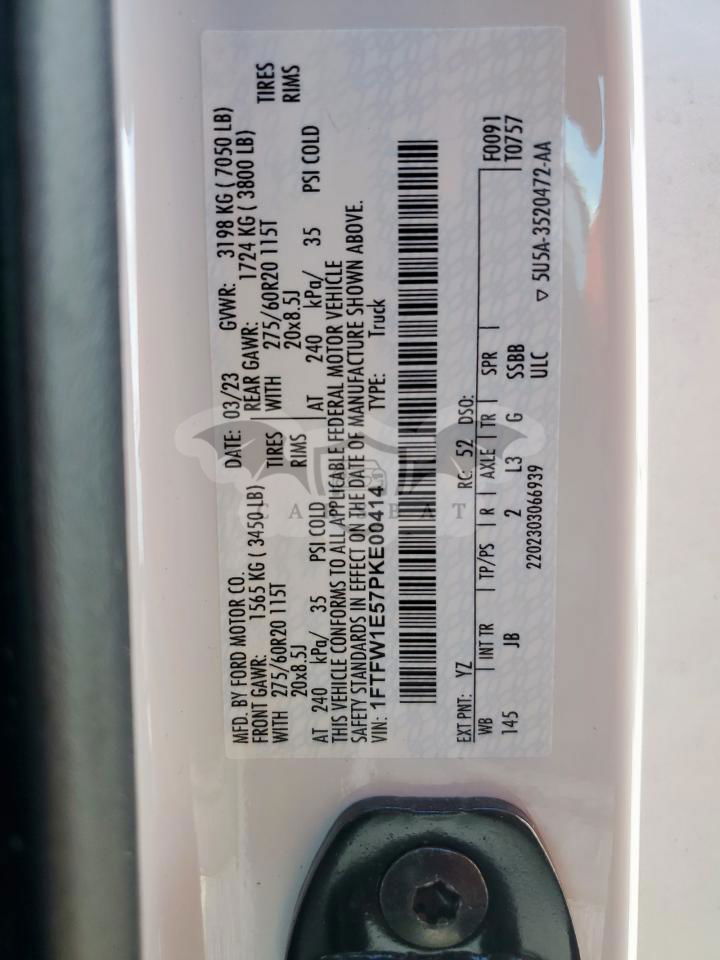 MFD. BY FORD MOTOR CO. DATE: 03/23 GVWR: 3198 KG ( 7050 LB)
FRONT GAWR: 1565 KG ( 3450 LB) REAR GAWR: 1724 KG ( 3800 LB)
WITH 275/60R20 115T TIRES WITH 275/60R20 115T TIRES
20x8.5J RIMS 20x8.5J RIMS
AT 240 kPa/ 35 PSI COLD AT 240 kPa/ 35 PSI COLD
THIS VEHICLE CONFORMS TO ALL APPLICABLE FEDERAL MOTOR VEHICLE
SAFETY STANDARDS IN EFFECT ON THE DATE OF MANUFACTURE SHOWN ABOVE.
VIN: 1FTFW1E57PKE00414 TYPE: Truck
EXT PNT: YZ RC: 52 DSO: F0091
WB INT TR TP/PS R AXLE TR SPR T0757
145 JB 2 L3 G SSBB
ULC
2202303066939
▽ 5U5A-3520472-AA
CARBAT